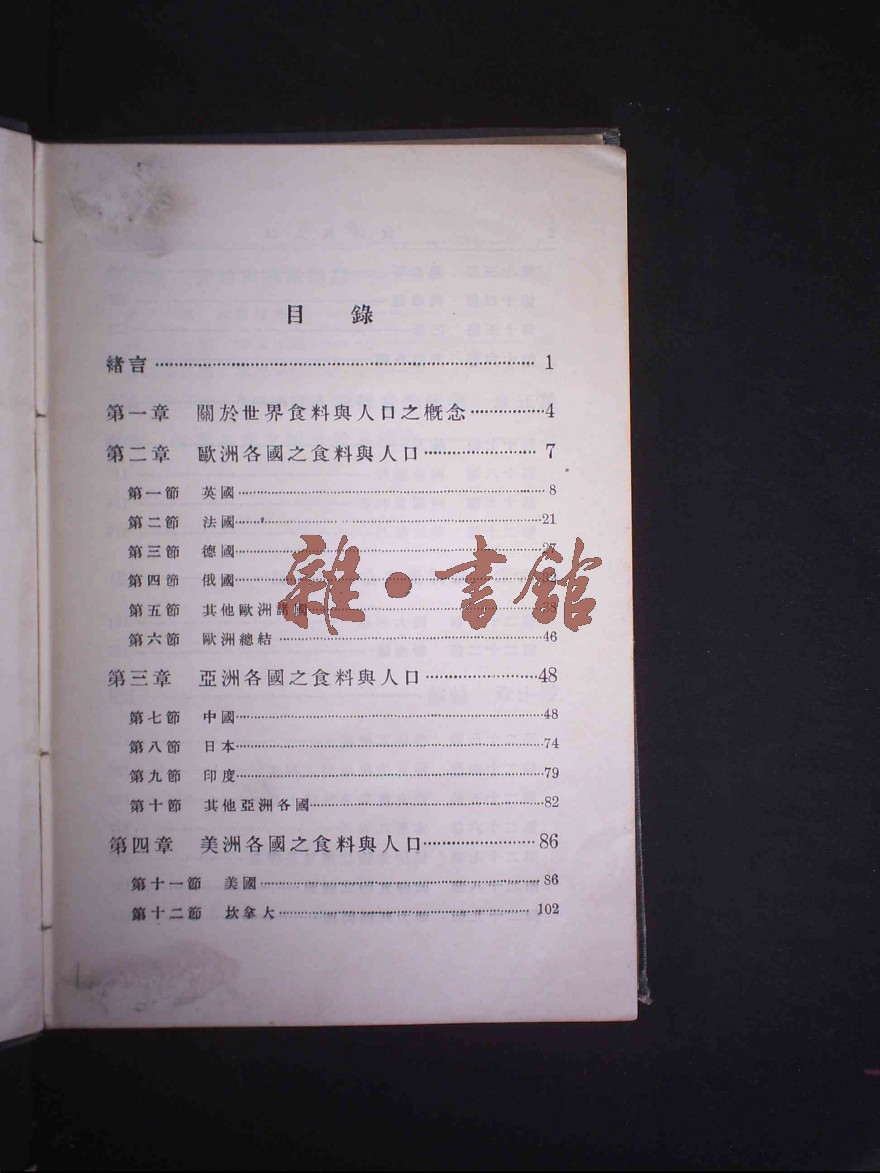 目錄
緒言 1
第一章 關於世界食料與人口之概念 4
第二章 歐洲各國之食料與人口 7
第一節 英國 8
第二節 法國 21
第三節 德國 27
第四節 俄國
第五節 其他歐洲諸國 38
第六節 歐洲總結 46
第三章 亞洲各國之食料與人口 48
第七節 中國 48
第八節 日本 74
第九節 印度 79
第十節 其他亞洲各國 82
第四章 美洲各國之食料與人口 86
第十一節 美國 86
第十二節 坎拿大 102
雜·書館